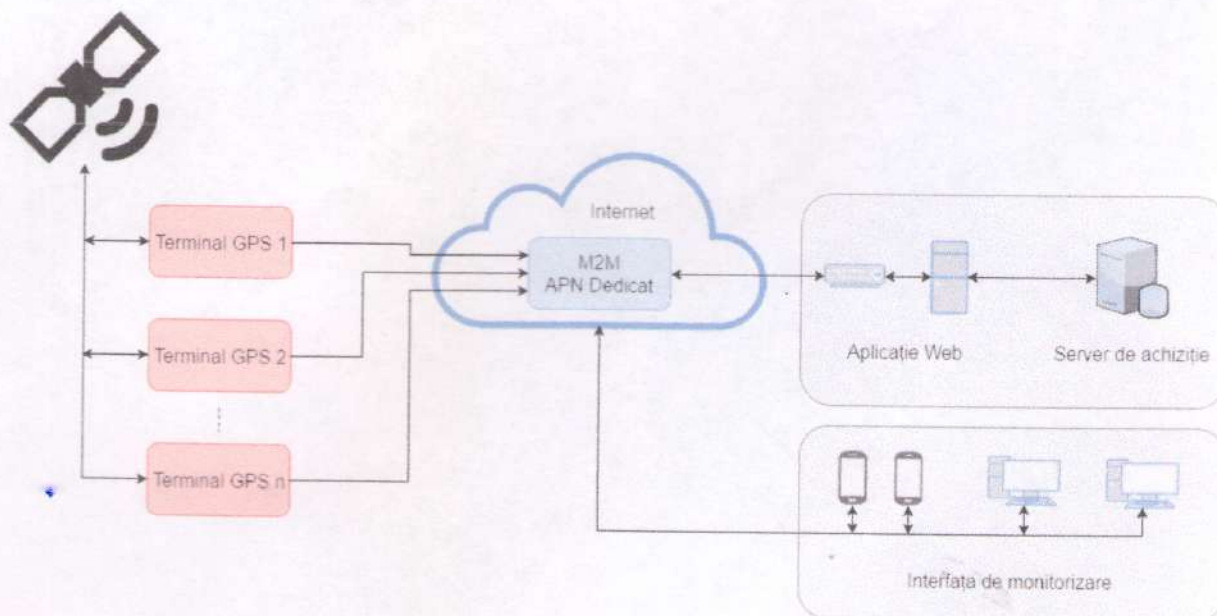 Internet
Terminal GPS 1
M2M
APN Dedicat
Terminal GPS 2
Aplicație Web
Server de achiziție
Terminal GPS n
Interfața de monitorizare